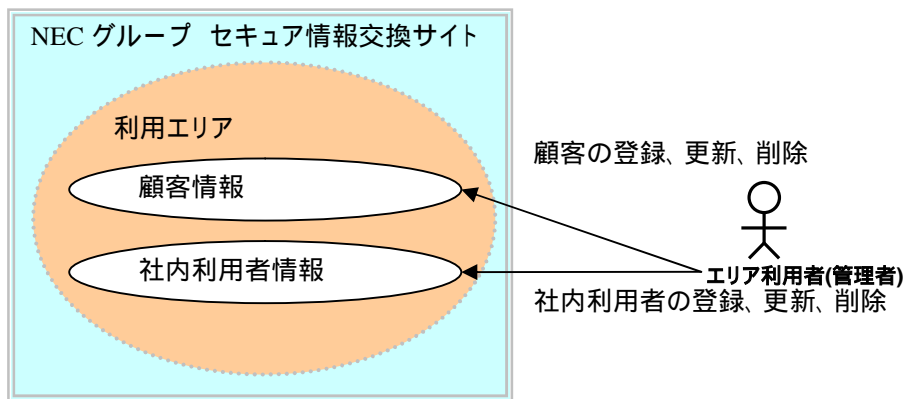 NEC グループ セキュア情報交換サイト
利用エリア
顧客情報
社内利用者情報
顧客の登録、更新、削除
エリア利用者(管理者)
社内利用者の登録、更新、削除